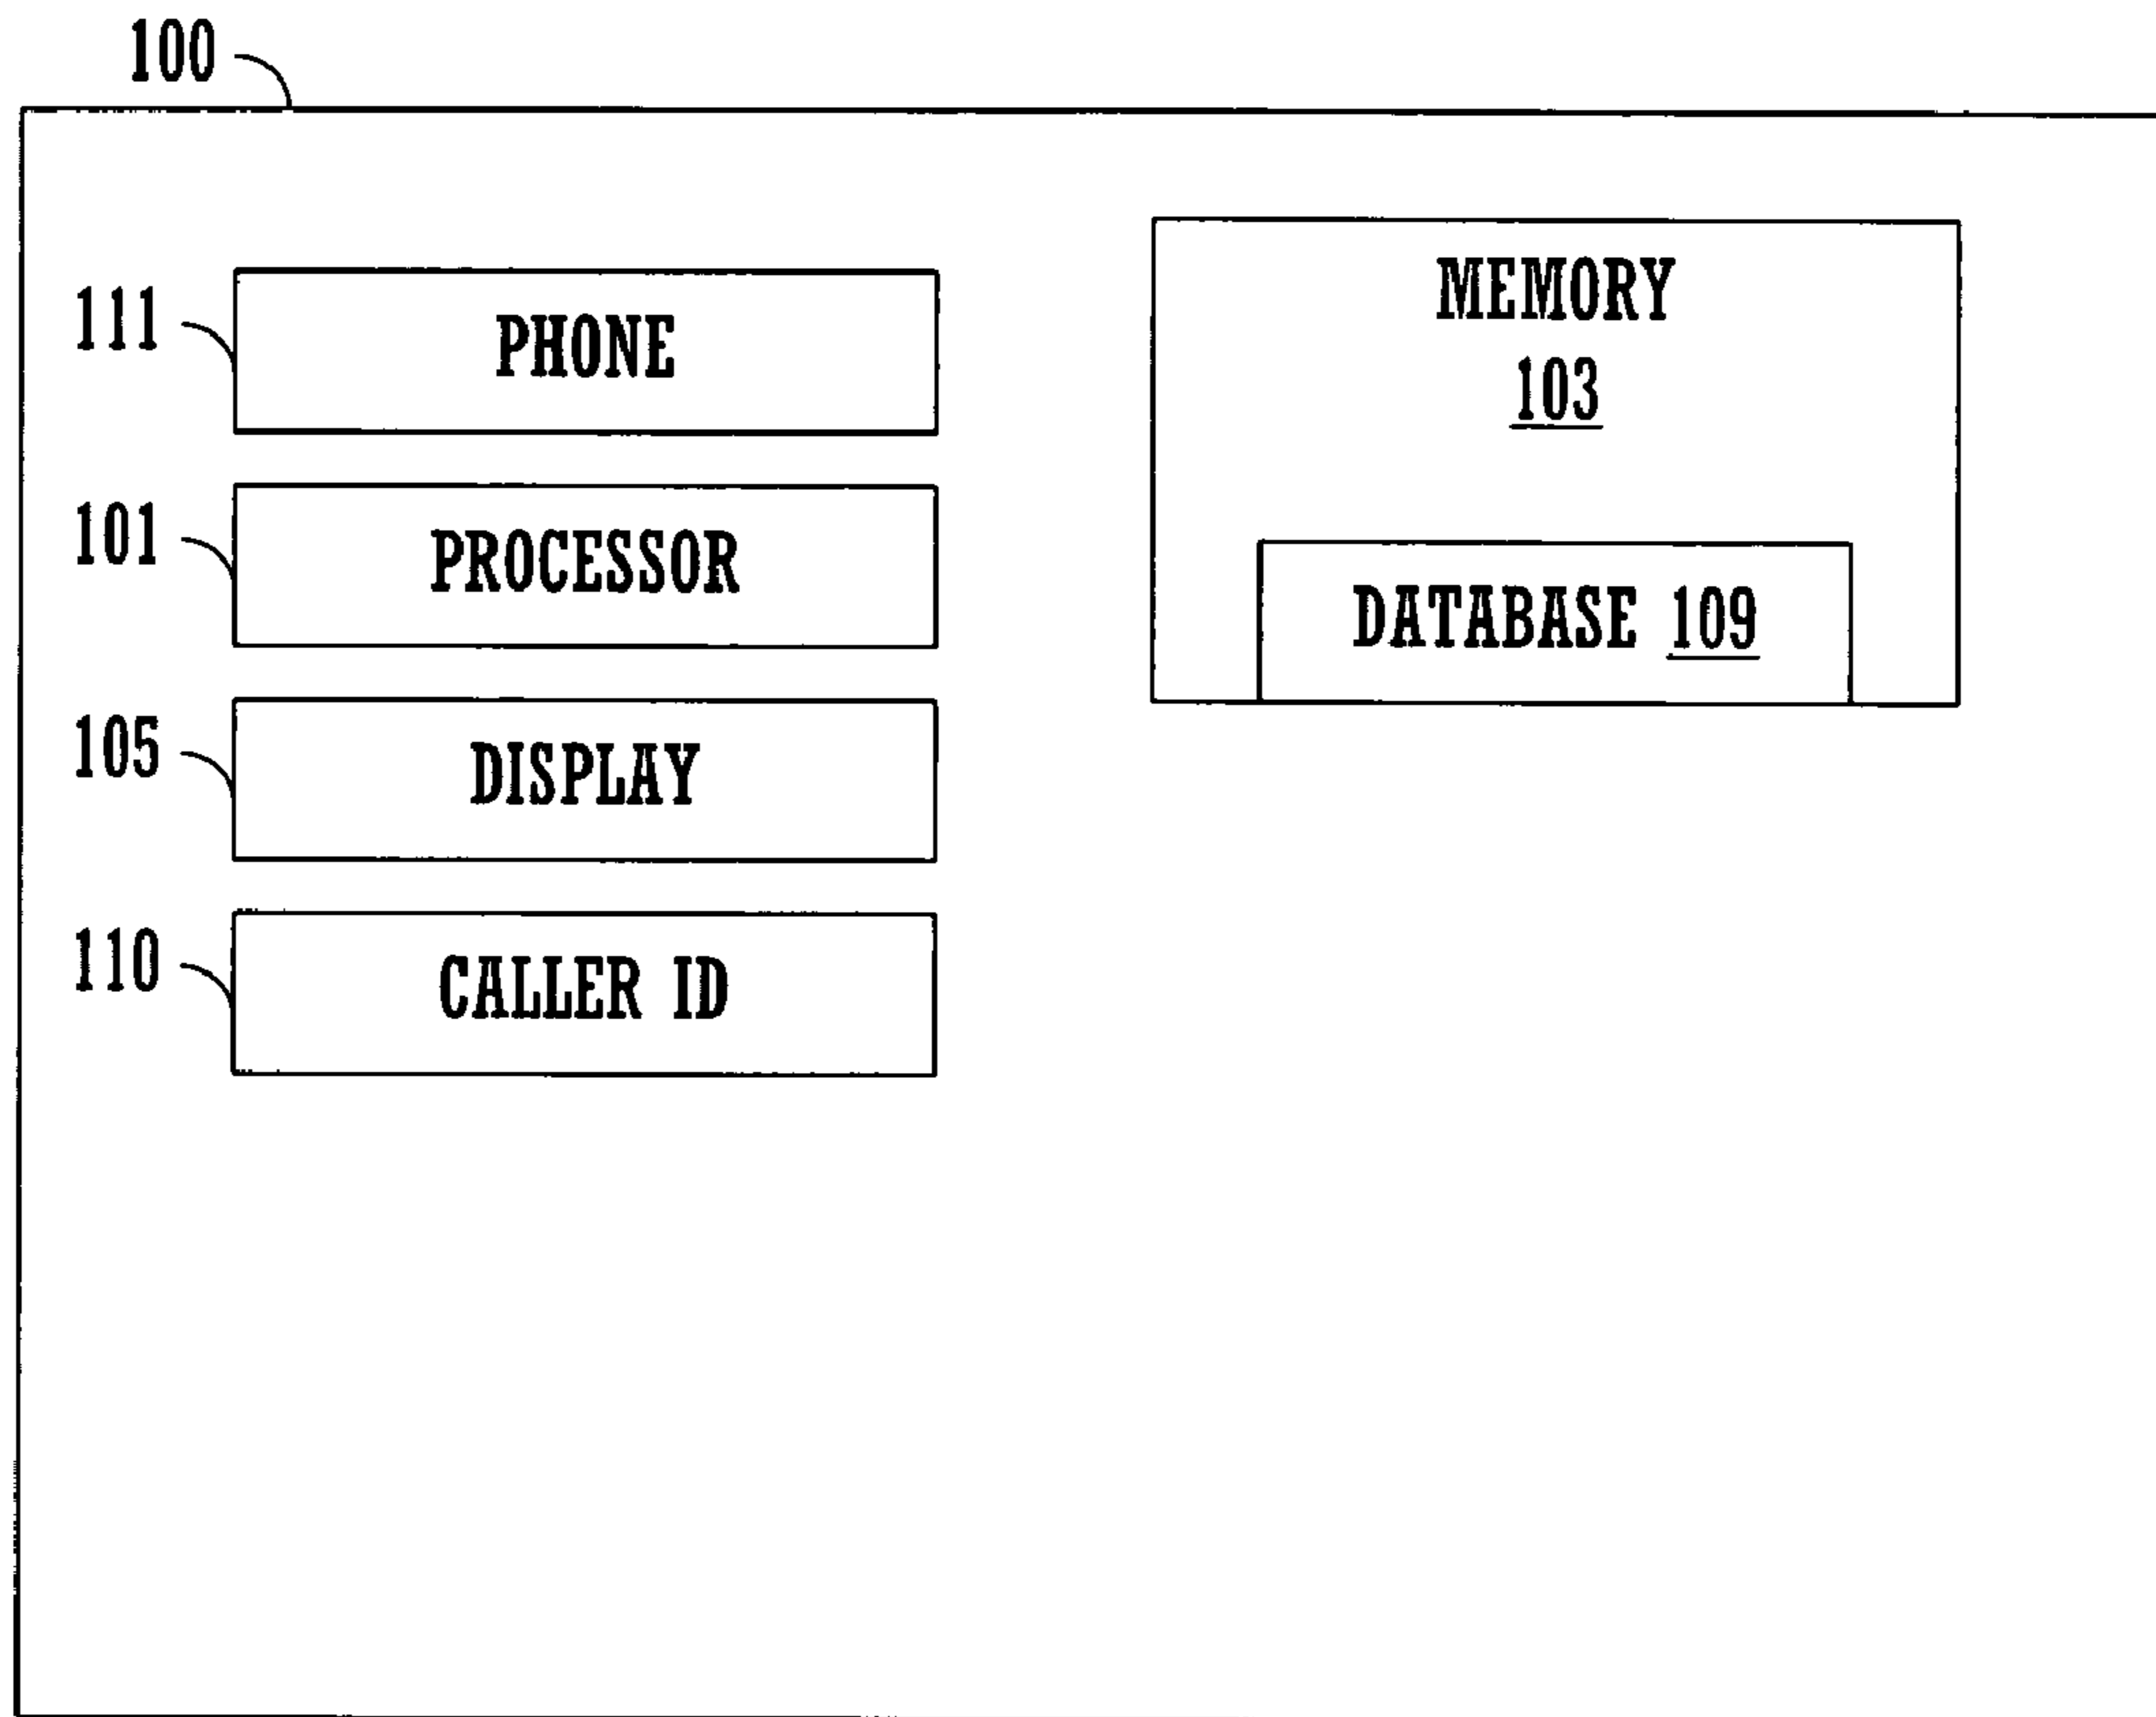 100
111
PHONE
101
PROCESSOR
105
DISPLAY
110
CALLER ID
MEMORY
103
DATABASE 109